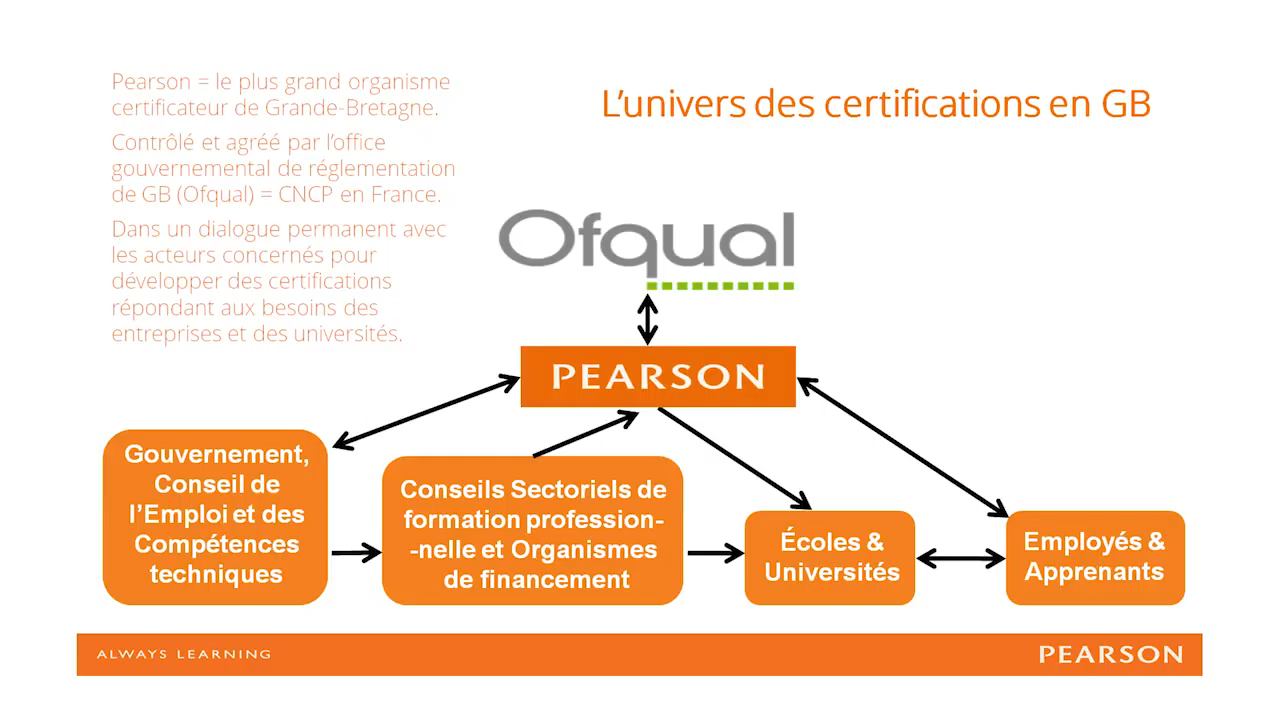 Pearson = le plus grand organisme
certificateur de Grande-Bretagne.
Contrôlé et agréé par l’office
gouvernemental de réglementation
de GB (Ofqual) = CNCP en France.
Dans un dialogue permanent avec
les acteurs concernés pour
développer des certifications
répondant aux besoins des
entreprises et des universités.
L’univers des certifications en GB
Ofqual
PEARSON
Gouvernement,
Conseil de
l’Emploi et des
Compétences
techniques
Conseils Sectoriels de
formation profession-
-nelle et Organismes
de financement
Écoles &
Universités
Employés &
Apprenants
ALWAYS LEARNING
PEARSON